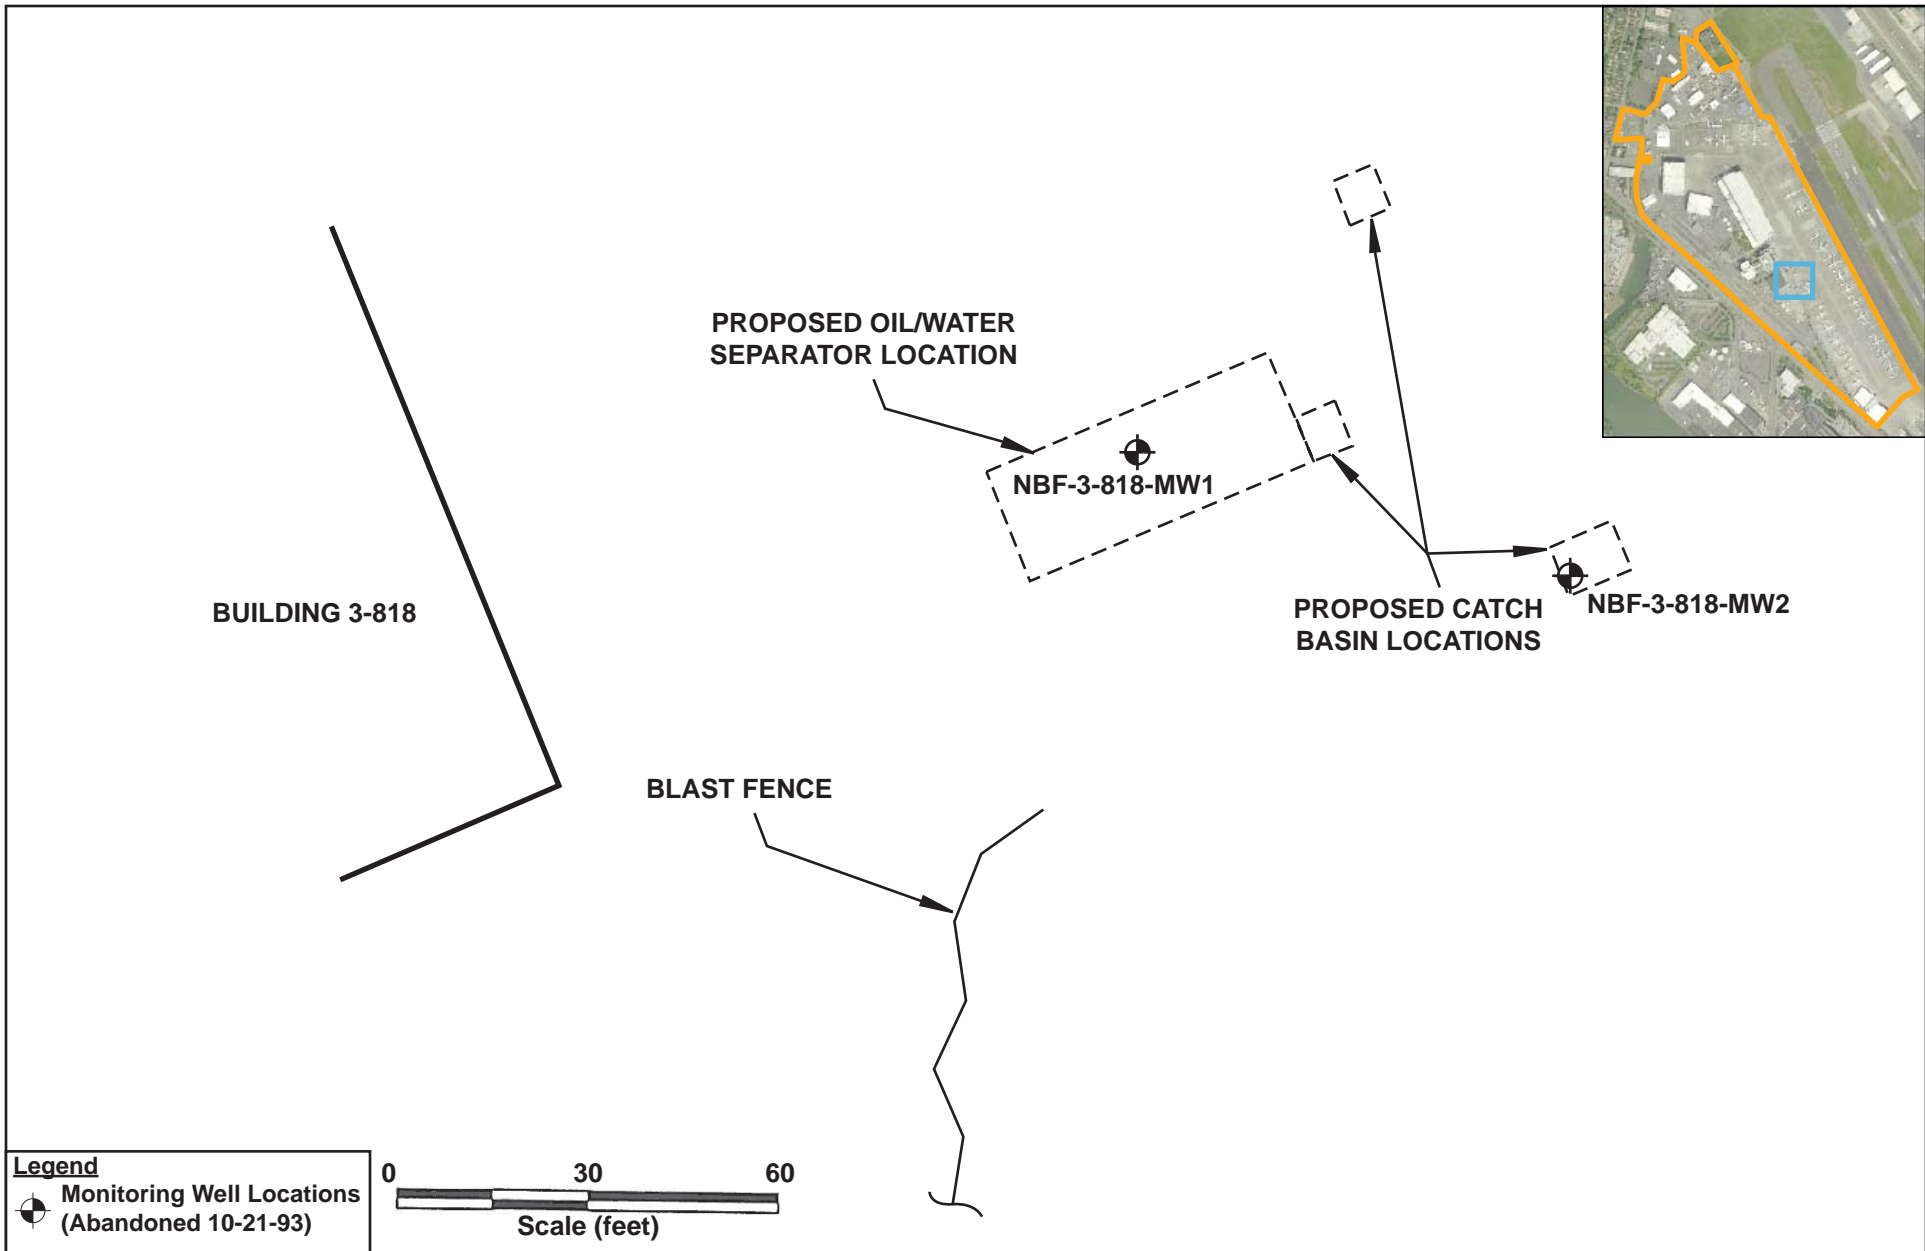 PROPOSED OIL/WATER
SEPARATOR LOCATION
NBF-3-818-MW1
BUILDING 3-818
PROPOSED CATCH
BASIN LOCATIONS
NBF-3-818-MW2
BLAST FENCE
Legend
Monitoring Well Locations
(Abandoned 10-21-93)
0 30 60
Scale (feet)